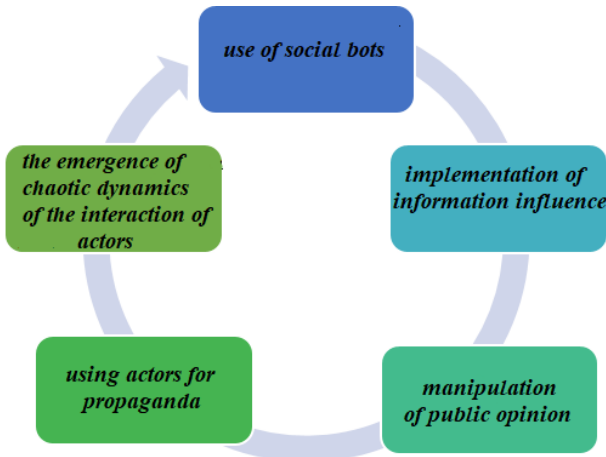 use of social bots
implementation of
information influence
manipulation
of public opinion
using actors for
propaganda
the emergence of
chaotic dynamics
of the interaction of
actors